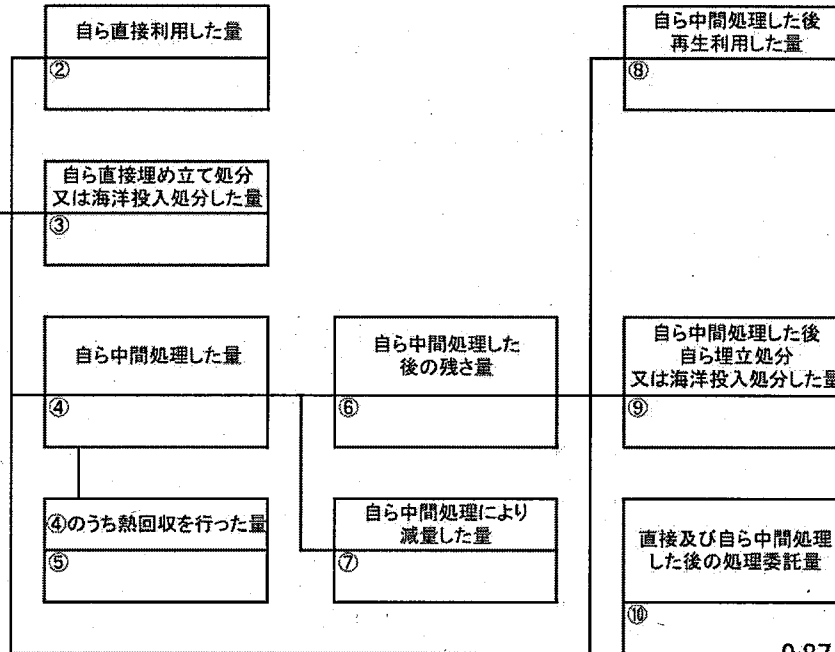 自ら直接利用した量
②
自ら直接埋め立て処分
又は海洋投入処分した量
③
自ら中間処理した量
④
④のうち熱回収を行った量
⑤
自ら中間処理した
後の残さ量
⑥
自ら中間処理により
減量した量
⑦
自ら中間処理した後
再生利用した量
⑧
自ら中間処理した後
自ら埋立処分
又は海洋投入処分した量
⑨
直接及び自ら中間処理
した後の処理委託量
⑩
0.87